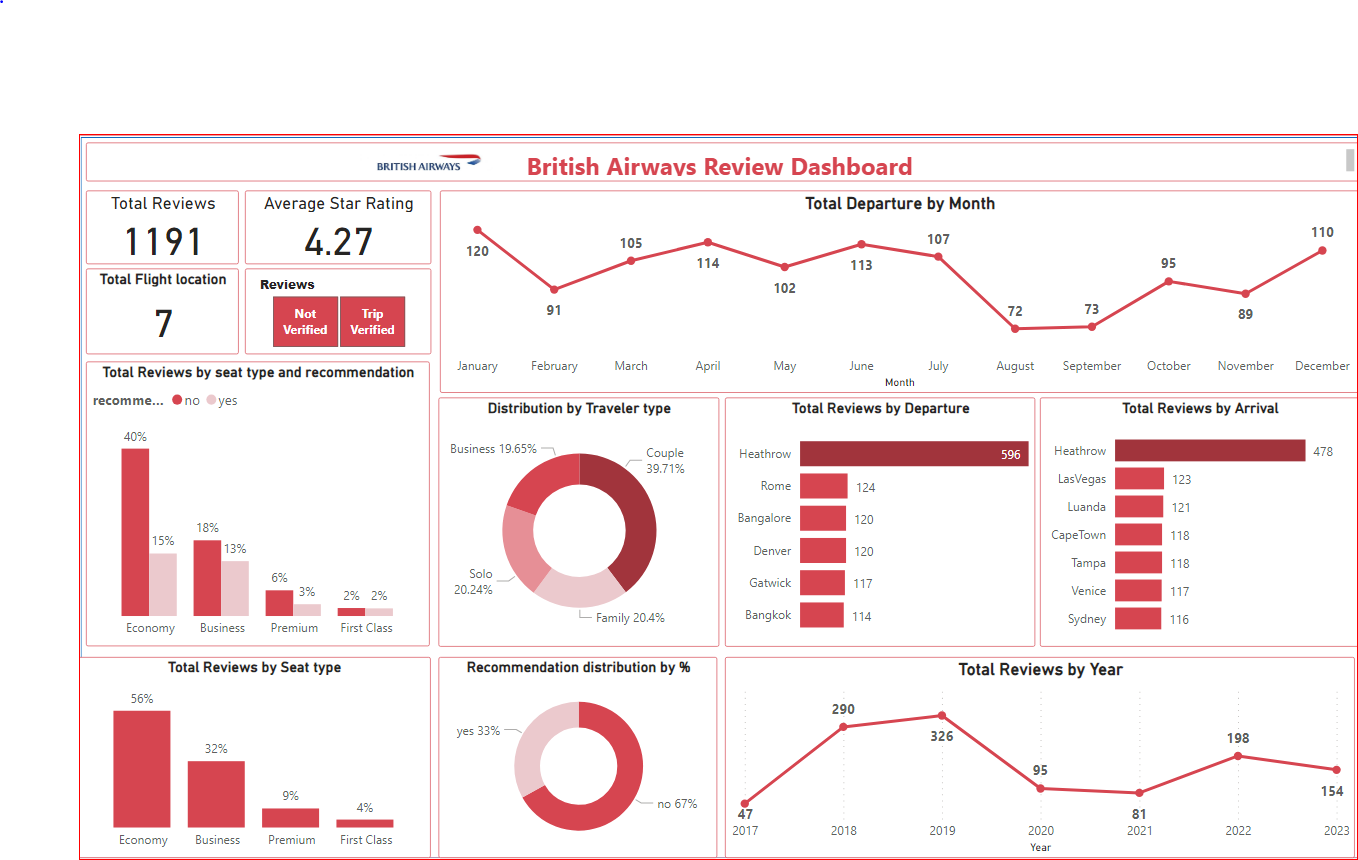 BRITISH AIRWAYS
British Airways Review Dashboard
Total Reviews
1191
Average Star Rating
4.27
Total Flight location
7
Reviews
Not
Verified
Trip
Verified
Total Departure by Month
120
91
105
114
102
113
107
72
73
95
89
110
January February March April May June July August September October November December
Month
Total Reviews by seat type and recommendation
recomme... no yes
40%
15%
18%
13%
6%
3%
2%
2%
Economy Business Premium First Class
Distribution by Traveler type
Business 19.65%
Couple
39.71%
Solo
20.24%
Family 20.4%
Total Reviews by Departure
Heathrow 596
Rome 124
Bangalore 120
Denver 120
Gatwick 117
Bangkok 114
Total Reviews by Arrival
Heathrow 478
LasVegas 123
Luanda 121
CapeTown 118
Tampa 118
Venice 117
Sydney 116
Total Reviews by Seat type
56%
32%
9%
4%
Economy Business Premium First Class
Recommendation distribution by %
yes 33%
no 67%
Total Reviews by Year
47
290
326
95
81
198
154
2017 2018 2019 2020 2021 2022 2023
Year